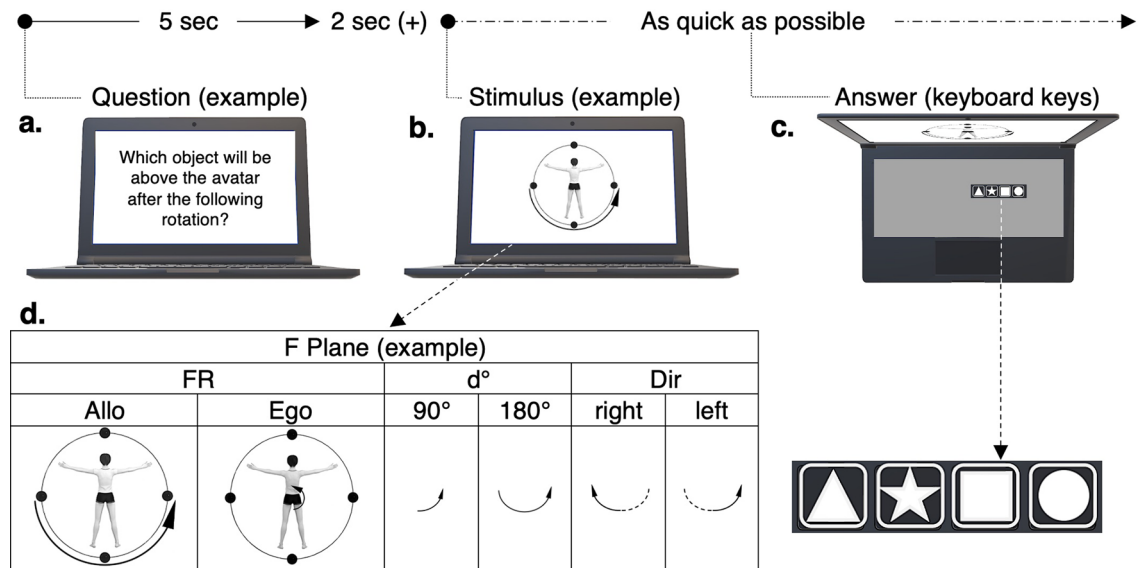 5 sec
2 sec (+)
As quick as possible
Question (example)
Stimulus (example)
Answer (keyboard keys)
a.
b.
c.
Which object will be
above the avatar
after the following
rotation?
d.
F Plane (example)
FR
d°
Dir
Allo
Ego
90°
180°
right
left